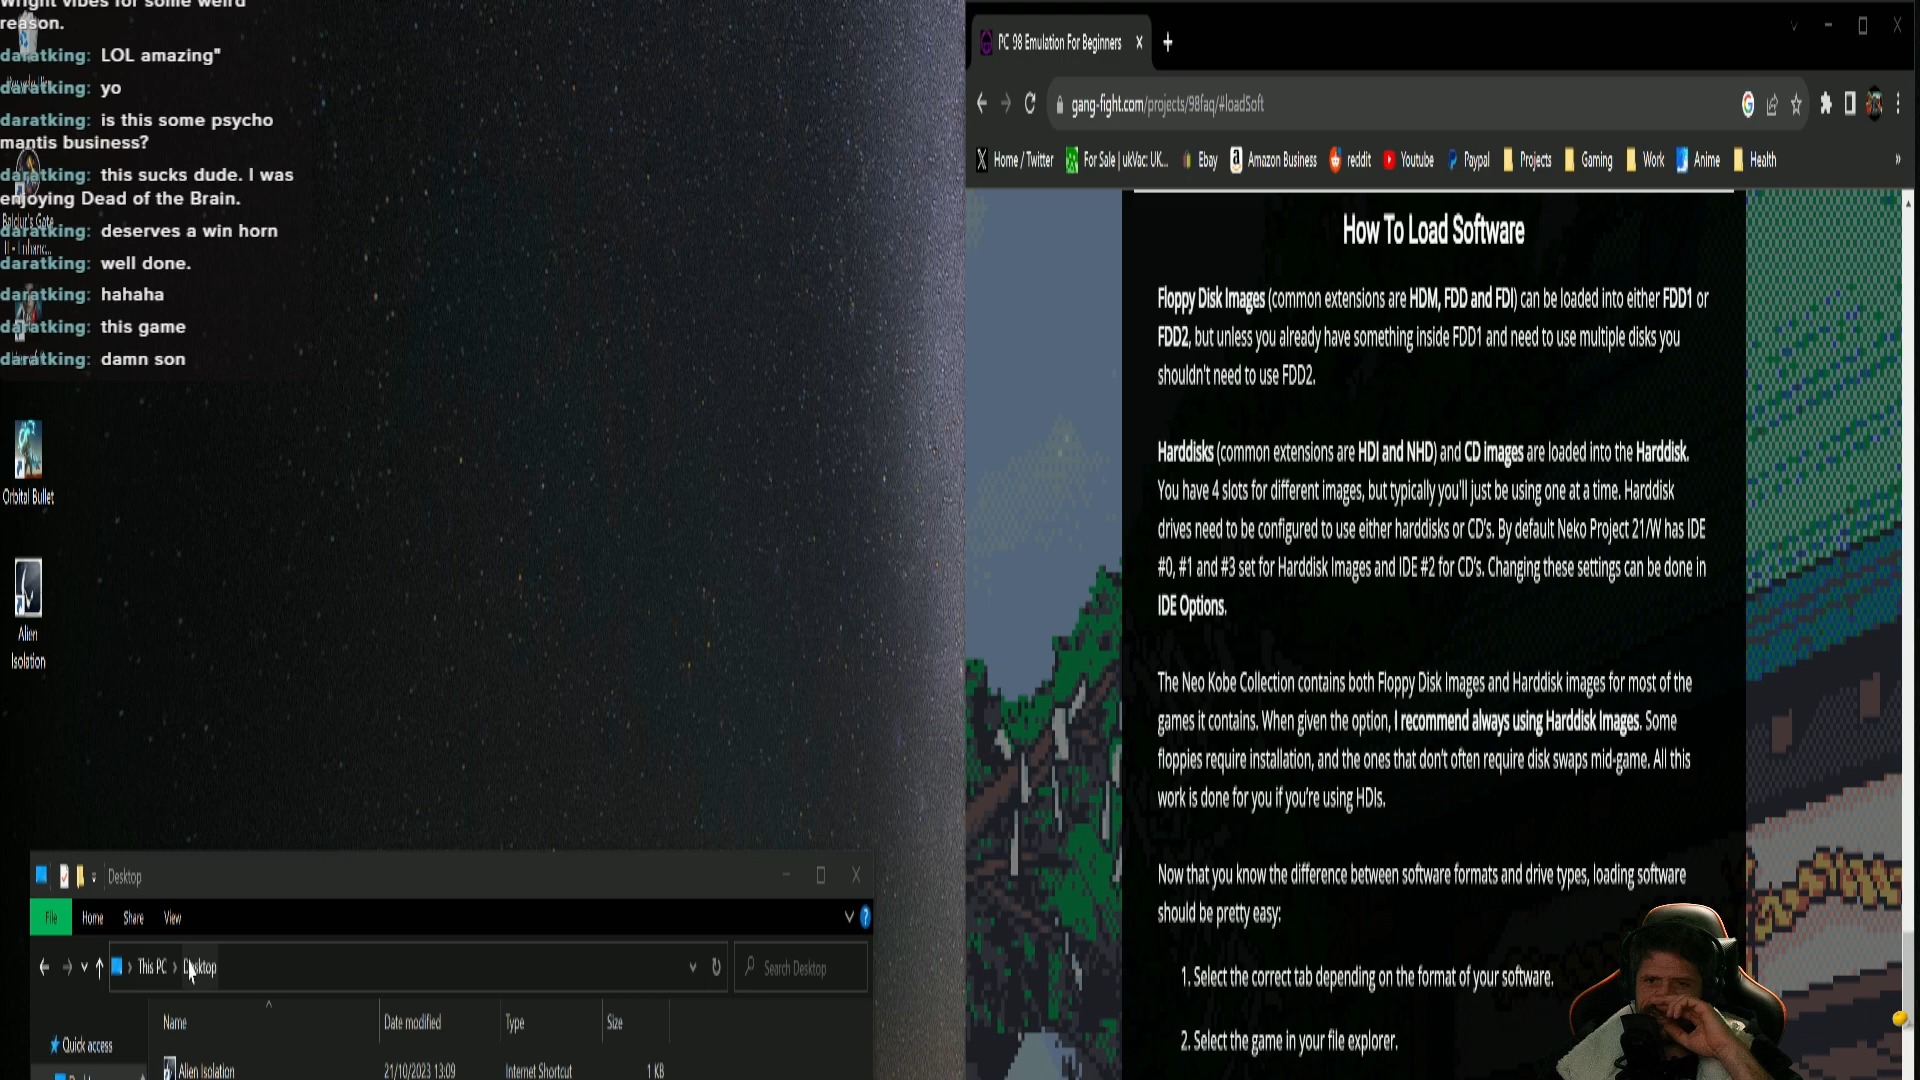 Wright vibes for some weird
reason.
daratking: LOL amazing"
daratking: yo
daratking: is this some psycho
mantis business?
daratking: this sucks dude. I was
enjoying Dead of the Brain.
daratking: deserves a win horn
daratking: well done.
daratking: hahaha
daratking: this game
daratking: damn son
Baldur's Gate
II - Enhanc...
Orbital Bullet
Alien
Isolation
Desktop
File Home Share View
This PC > Desktop
Search Desktop
Name Date modified Type Size
Quick access
Alien Isolation 21/10/2023 13:09 Internet Shortcut 1 KB
PC 98 Emulation For Beginners
gang-fight.com/projects/98faq/#loadSoft
Home / Twitter For Sale | ukVac: UK... Ebay Amazon Business reddit Youtube Paypal Projects Gaming Work Anime Health »
How To Load Software
Floppy Disk Images (common extensions are HDM, FDD and FDI) can be loaded into either FDD1 or
FDD2, but unless you already have something inside FDD1 and need to use multiple disks you
shouldn't need to use FDD2.
Harddisks (common extensions are HDI and NHD) and CD images are loaded into the Harddisk.
You have 4 slots for different images, but typically you'll just be using one at a time. Harddisk
drives need to be configured to use either harddisks or CD's. By default Neko Project 21/W has IDE
#0, #1 and #3 set for Harddisk Images and IDE #2 for CD's. Changing these settings can be done in
IDE Options.
The Neo Kobe Collection contains both Floppy Disk Images and Harddisk images for most of the
games it contains. When given the option, I recommend always using Harddisk Images. Some
floppies require installation, and the ones that don't often require disk swaps mid-game. All this
work is done for you if you're using HDIs.
Now that you know the difference between software formats and drive types, loading software
should be pretty easy:
1. Select the correct tab depending on the format of your software.
2. Select the game in your file explorer.